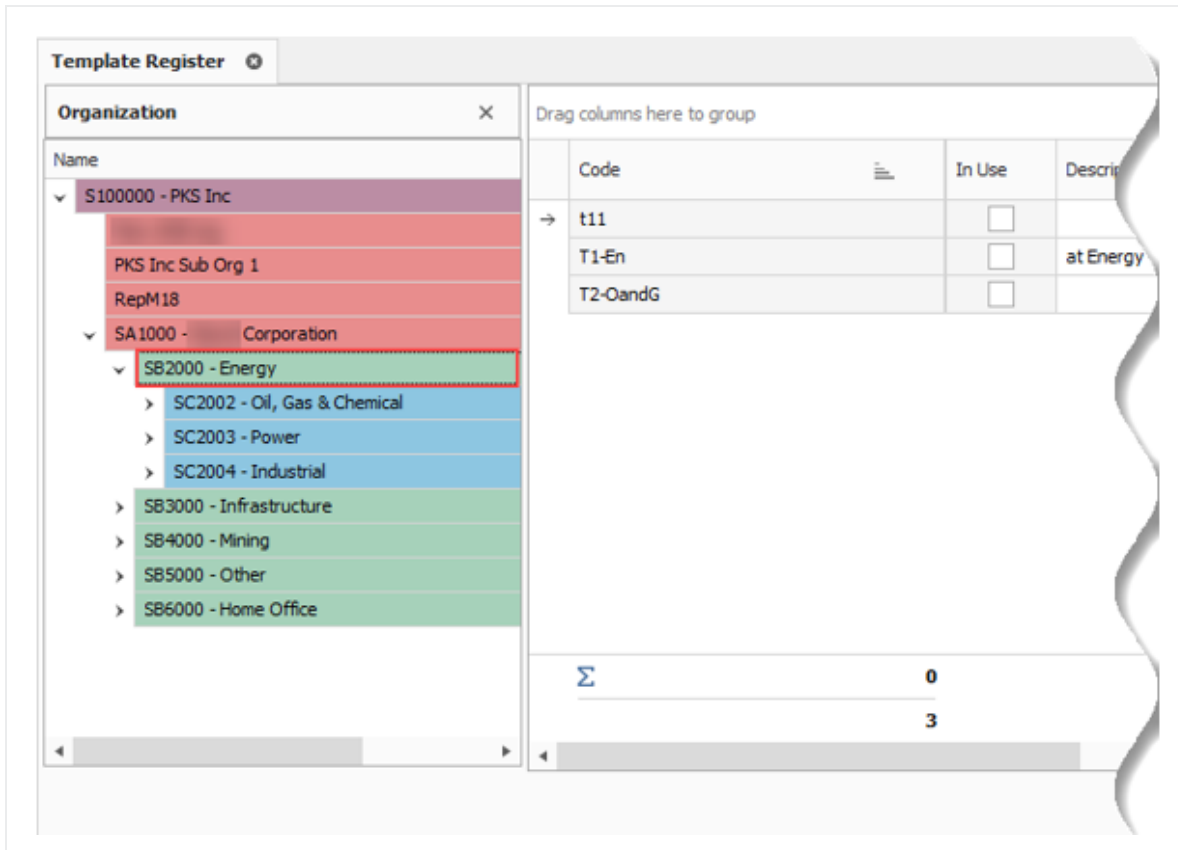 Template Register
Organization
Name
S100000 - PKS Inc
PKS Inc Sub Org 1
RepM18
SA1000 - Corporation
SB2000 - Energy
SC2002 - Oil, Gas & Chemical
SC2003 - Power
SC2004 - Industrial
SB3000 - Infrastructure
SB4000 - Mining
SB5000 - Other
SB6000 - Home Office
Drag columns here to group
Code In Use
t11
T1-En at Energy
T2-OandG
Σ 0
3